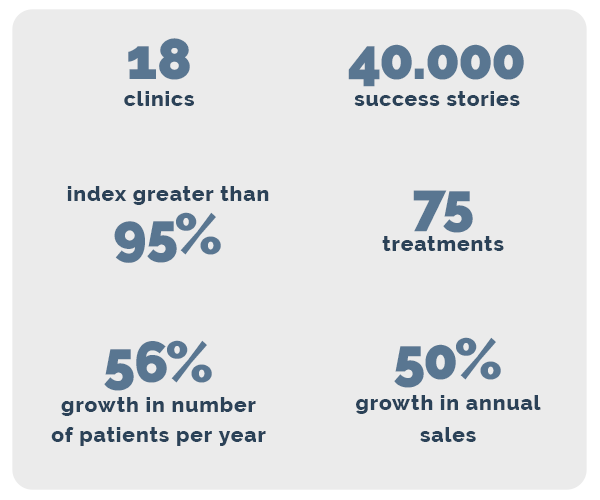 18
clinics
40.000
success stories
index greater than
95%
75
treatments
56%
growth in number
of patients per year
50%
growth in annual
sales